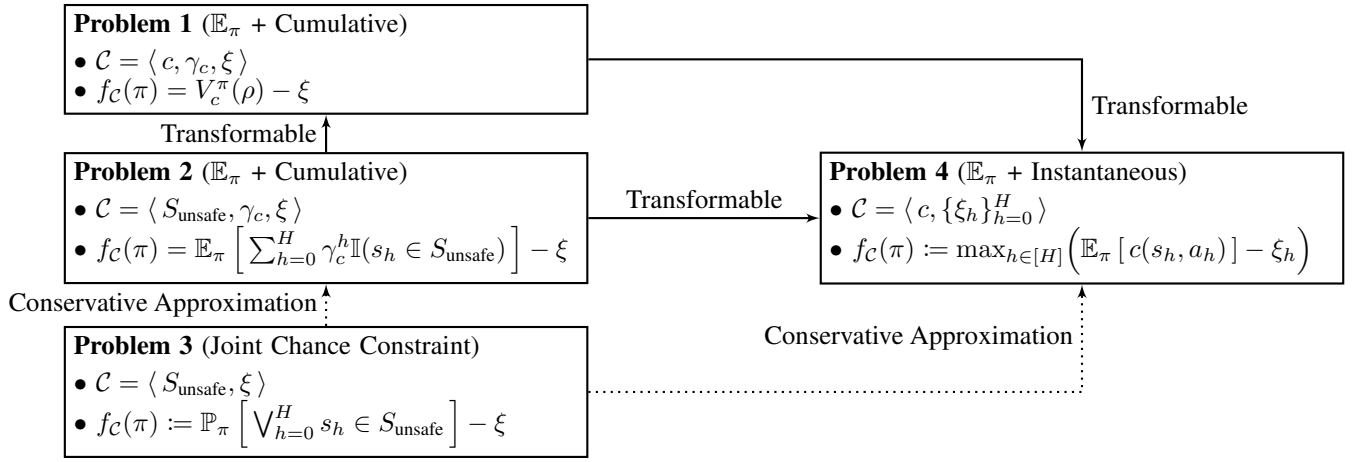 Problem 1 (𝔼_π + Cumulative)
• 𝒞 = ⟨ c, γ_c, ξ ⟩
• f_𝒞(π) = V_c^π(ρ) − ξ
Transformable
Transformable
Problem 2 (𝔼_π + Cumulative)
• 𝒞 = ⟨ S_unsafe, γ_c, ξ ⟩
• f_𝒞(π) = 𝔼_π [ ∑_{h=0}^H γ_c^h 𝕀(s_h ∈ S_unsafe) ] − ξ
Transformable
Problem 4 (𝔼_π + Instantaneous)
• 𝒞 = ⟨ c, {ξ_h}_{h=0}^H ⟩
• f_𝒞(π) := max_{h∈[H]} ( 𝔼_π [ c(s_h, a_h) ] − ξ_h )
Conservative Approximation
Conservative Approximation
Problem 3 (Joint Chance Constraint)
• 𝒞 = ⟨ S_unsafe, ξ ⟩
• f_𝒞(π) := ℙ_π [ ⋁_{h=0}^H s_h ∈ S_unsafe ] − ξ